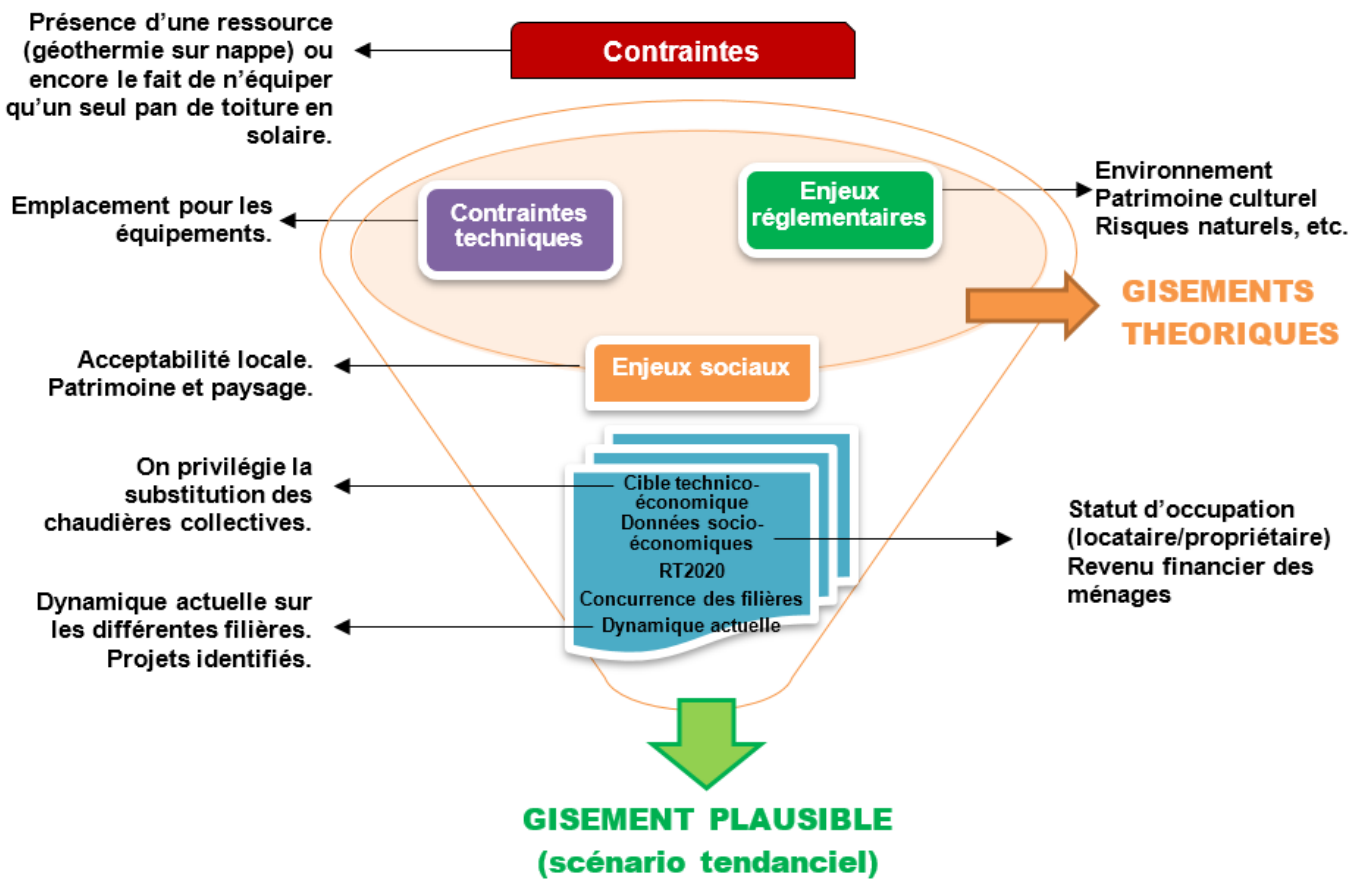 Présence d’une ressource
(géothermie sur nappe) ou
encore le fait de n’équiper
qu’un seul pan de toiture en
solaire.
Contraintes
Emplacement pour les
équipements.
Contraintes
techniques
Enjeux
réglementaires
Environnement
Patrimoine culturel
Risques naturels, etc.
GISEMENTS
THEORIQUES
Acceptabilité locale.
Patrimoine et paysage.
Enjeux sociaux
On privilégie la
substitution des
chaudières collectives.
Cible technico-
économique
Données socio-
économiques
RT2020
Concurrence des filières
Dynamique actuelle
Statut d’occupation
(locataire/propriétaire)
Revenu financier des
ménages
Dynamique actuelle sur
les différentes filières.
Projets identifiés.
GISEMENT PLAUSIBLE
(scénario tendanciel)